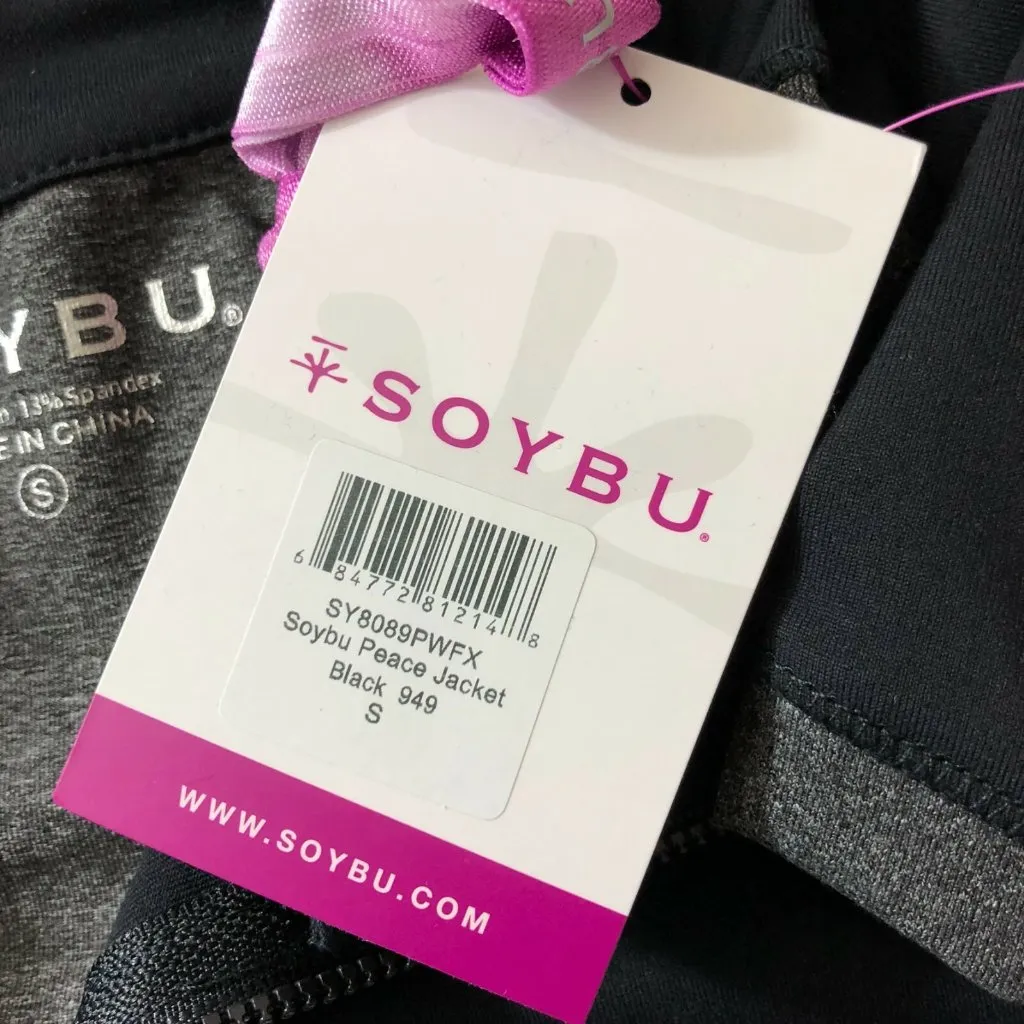 YBU®
13% Spandex
IN CHINA
S
SOYBU®
6 84772 81214 8
SY8089PWFX
Soybu Peace Jacket
Black 949
S
WWW.SOYBU.COM